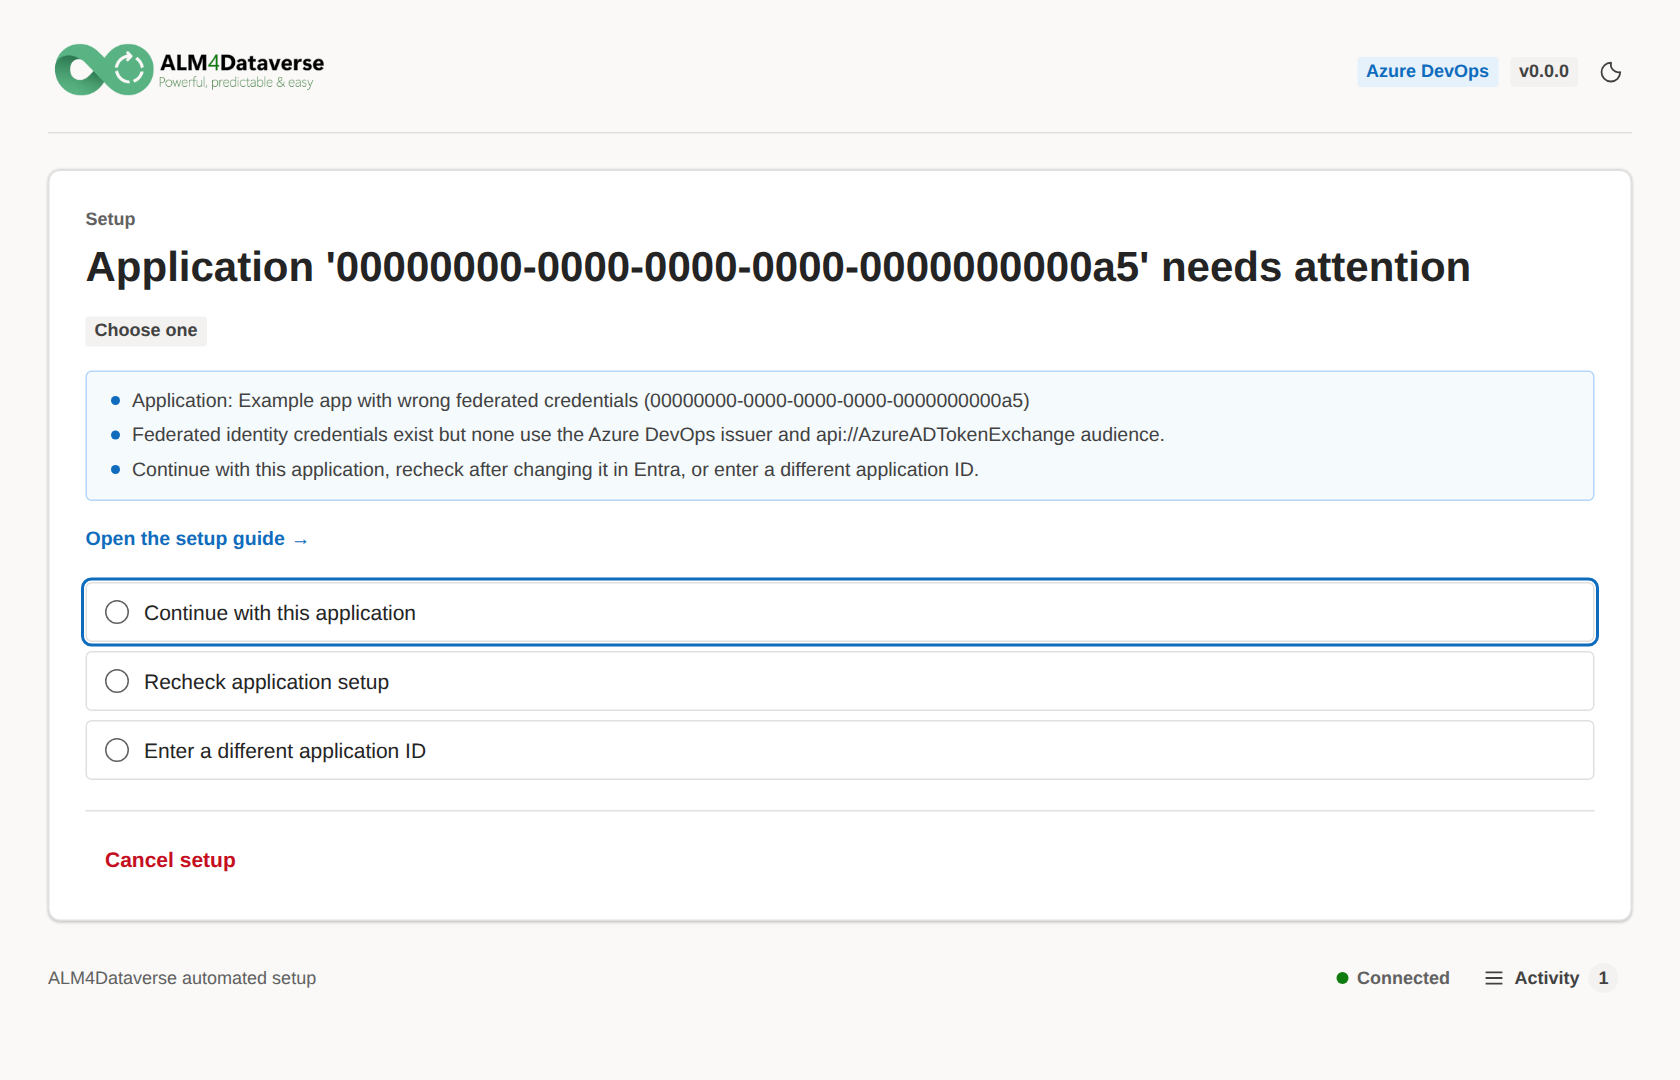 ALM4Dataverse
Powerful, predictable & easy
Azure DevOps
v0.0.0
Setup
Application '00000000-0000-0000-0000-0000000000a5' needs attention
Choose one
Application: Example app with wrong federated credentials (00000000-0000-0000-0000-0000000000a5)
Federated identity credentials exist but none use the Azure DevOps issuer and api://AzureADTokenExchange audience.
Continue with this application, recheck after changing it in Entra, or enter a different application ID.
Open the setup guide →
Continue with this application
Recheck application setup
Enter a different application ID
Cancel setup
ALM4Dataverse automated setup
Connected
Activity 1